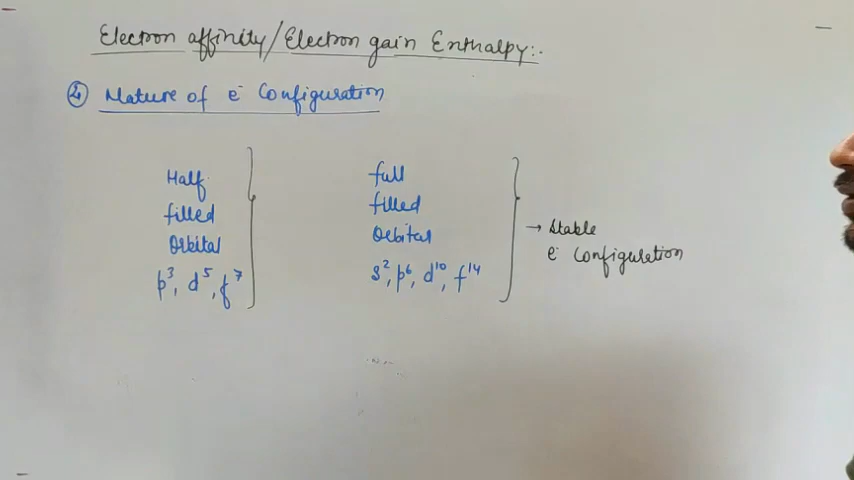 Electron affinity/Electron gain Enthalpy:-
④ Nature of e⁻ Configuration
Half
filled
Orbital
p³, d⁵, f⁷
full
filled
Orbital
s², p⁶, d¹⁰, f¹⁴
→ Stable
e⁻ Configuration